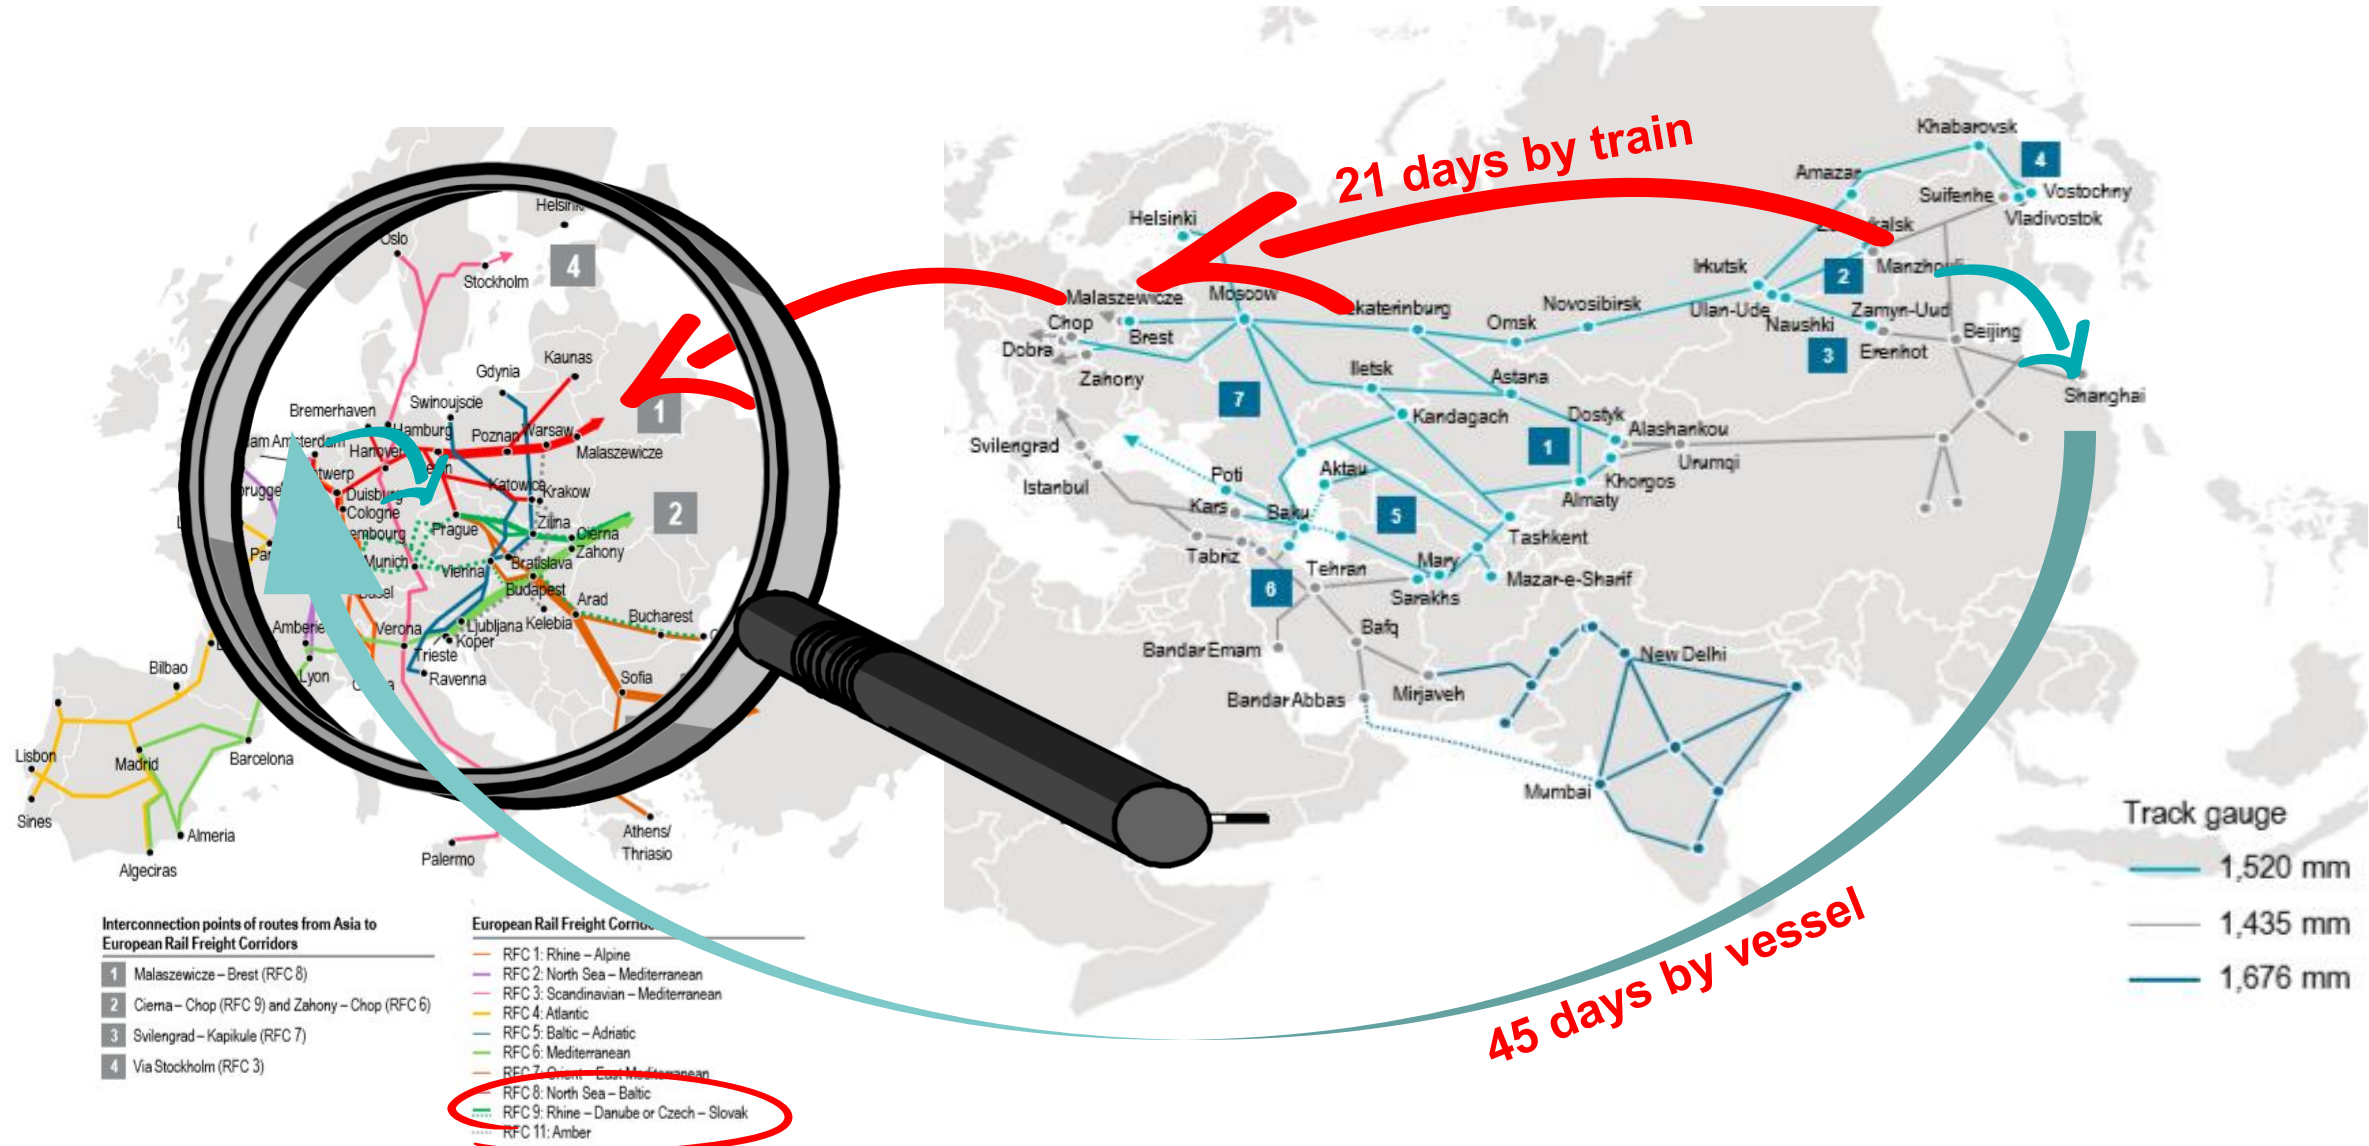 21 days by train
Khabarovsk
4
Amazar
Suifenhe
Vostochny
Vladivostok
Helsinki
Manzhouli
Irkutsk
2
Malaszewicze
Moscow
Novosibirsk
Ulan-Ude
Zamyn-Uud
Chop
Brest
Omsk
Naushki
Beijing
Dobra
Erenhot
3
Zahony
Iletsk
Astana
Shanghai
7
Kandagach
Dostyk
Alashankou
1
Svilengrad
Urumqi
Poti
Aktau
Khorgos
Istanbul
Almaty
Kars
Baku
5
Tashkent
Tabriz
Tehran
Mary
Mazar-e-Sharif
6
Sarakhs
Bafq
Bandar Emam
New Delhi
Bandar Abbas
Mirjaveh
Mumbai
Track gauge
1,520 mm
1,435 mm
1,676 mm
45 days by vessel
Helsinki
Oslo
4
Stockholm
Kaunas
Gdynia
Swinoujscie
1
Bremerhaven
Hamburg
Poznan
Warsaw
Amsterdam
Hanover
Malaszewicze
Duisburg
Katowice
Krakow
Cologne
2
Prague
Zilina
Cierna
Zahony
Munich
Vienna
Bratislava
Budapest
Arad
Bucharest
Kelebia
Ljubljana
Verona
Koper
Trieste
Ravenna
Bilbao
Lyon
Sofia
Lisbon
Madrid
Barcelona
Sines
Almeria
Algeciras
Palermo
Athens/
Thriasio
Interconnection points of routes from Asia to
European Rail Freight Corridors
1 Malaszewicze – Brest (RFC 8)
2 Cierna – Chop (RFC 9) and Zahony – Chop (RFC 6)
3 Svilengrad – Kapikule (RFC 7)
4 Via Stockholm (RFC 3)
European Rail Freight
RFC 1: Rhine – Alpine
RFC 2: North Sea – Mediterranean
RFC 3: Scandinavian – Mediterranean
RFC 4: Atlantic
RFC 5: Baltic – Adriatic
RFC 6: Mediterranean
RFC 7: Orient – East Mediterranean
RFC 8: North Sea – Baltic
RFC 9: Rhine – Danube or Czech – Slovak
RFC 11: Amber